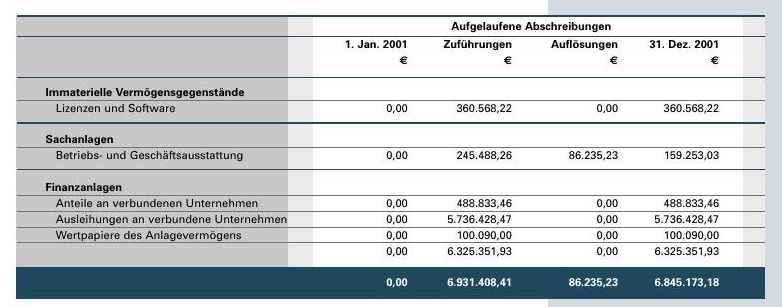 Aufgelaufene Abschreibungen
1. Jan. 2001 Zuführungen Auflösungen 31. Dez. 2001
€ € € €
Immaterielle Vermögensgegenstände
Lizenzen und Software 0,00 360.568,22 0,00 360.568,22
Sachanlagen
Betriebs- und Geschäftsausstattung 0,00 245.488,26 86.235,23 159.253,03
Finanzanlagen
Anteile an verbundenen Unternehmen 0,00 488.833,46 0,00 488.833,46
Ausleihungen an verbundene Unternehmen 0,00 5.736.428,47 0,00 5.736.428,47
Wertpapiere des Anlagevermögens 0,00 100.090,00 0,00 100.090,00
0,00 6.325.351,93 0,00 6.325.351,93
0,00 6.931.408,41 86.235,23 6.845.173,18